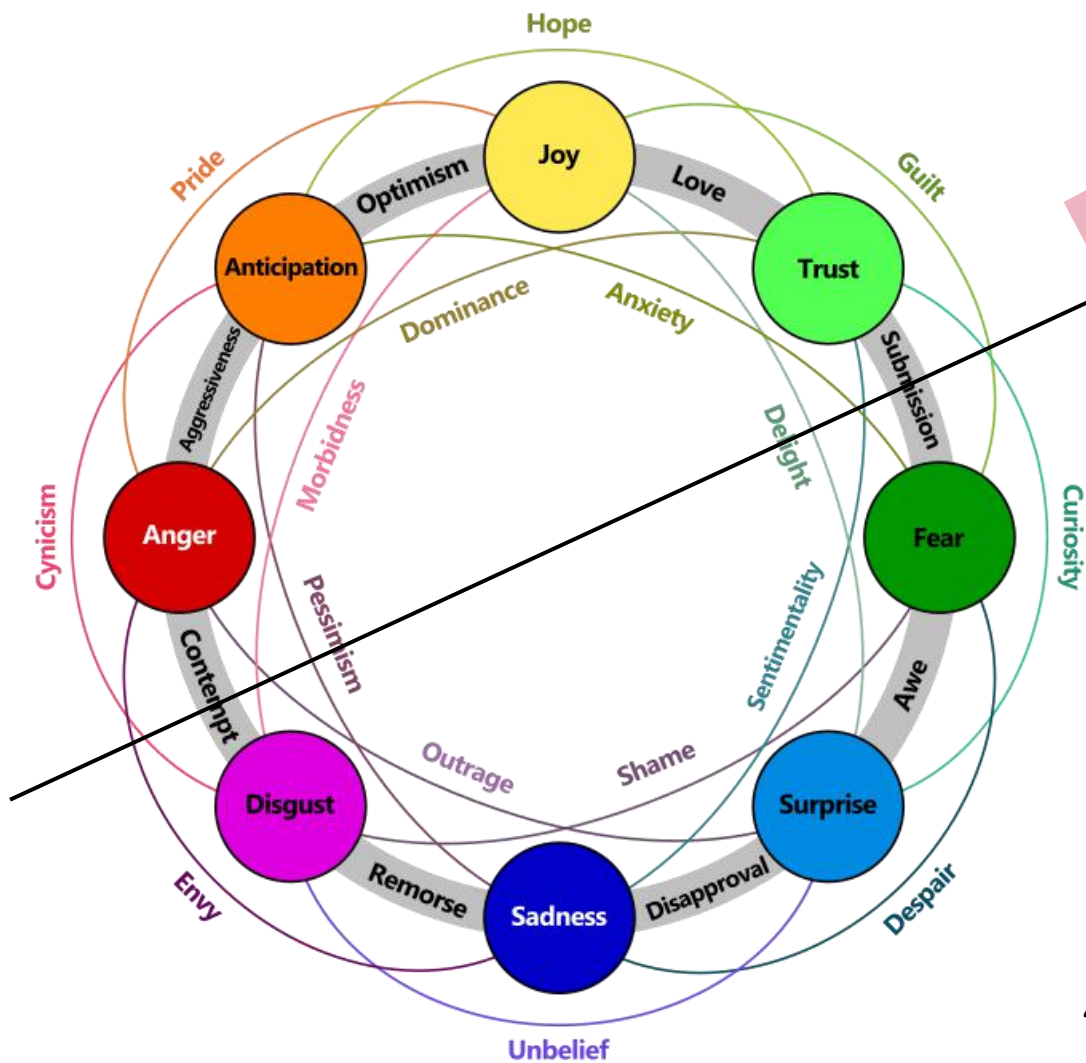 Hope
Joy
Optimism
Love
Pride
Guilt
Anticipation
Trust
Dominance
Anxiety
Aggressiveness
Submission
Morbidness
Delight
Cynicism
Anger
Fear
Curiosity
Pessimism
Sentimentality
Contempt
Awe
Outrage
Shame
Disgust
Surprise
Envy
Remorse
Disapproval
Despair
Sadness
Unbelief